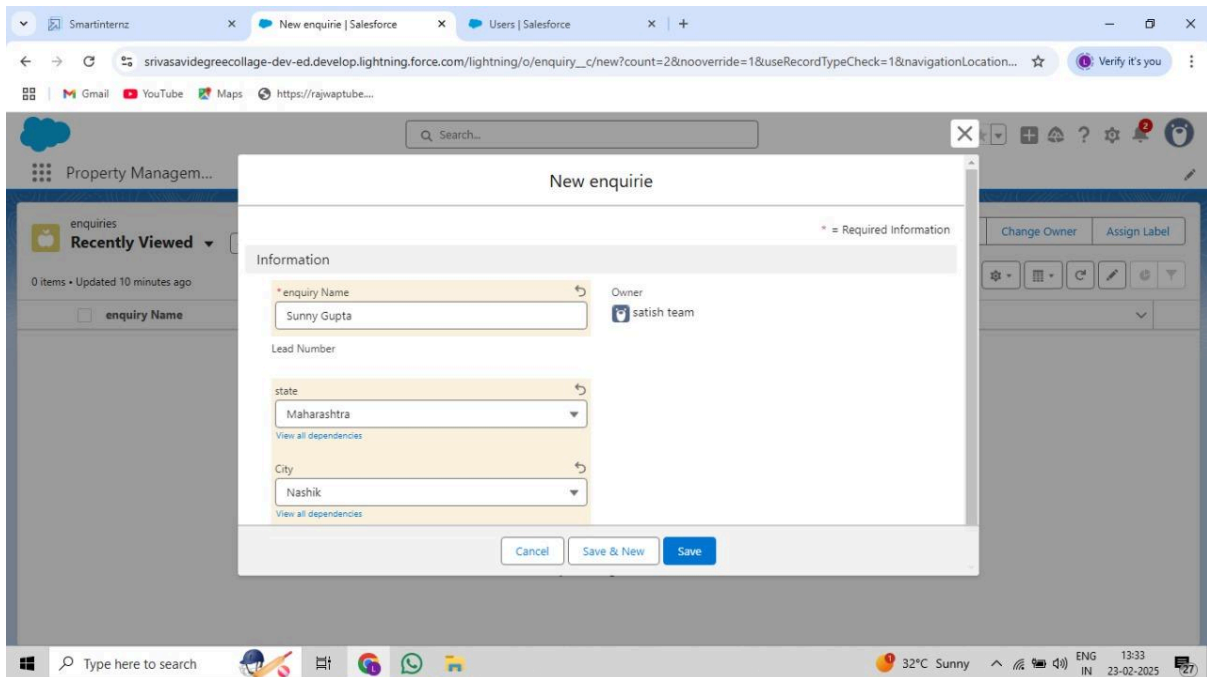 Smartinternz
New enquirie | Salesforce
Users | Salesforce
srivasavidegreecollage-dev-ed.develop.lightning.force.com/lightning/o/enquiry__c/new?count=2&nooverride=1&useRecordTypeCheck=1&navigationLocation...
Verify it's you
Gmail YouTube Maps https://rajwaptube....
Search...
2
Property Managem...
New enquirie
* = Required Information
enquiries
Recently Viewed
Change Owner Assign Label
Information
0 items • Updated 10 minutes ago
enquiry Name
* enquiry Name
Sunny Gupta
Owner
satish team
Lead Number
state
Maharashtra
View all dependencies
City
Nashik
View all dependencies
Cancel Save & New Save
Type here to search
32°C Sunny
ENG
IN
13:33
23-02-2025
27